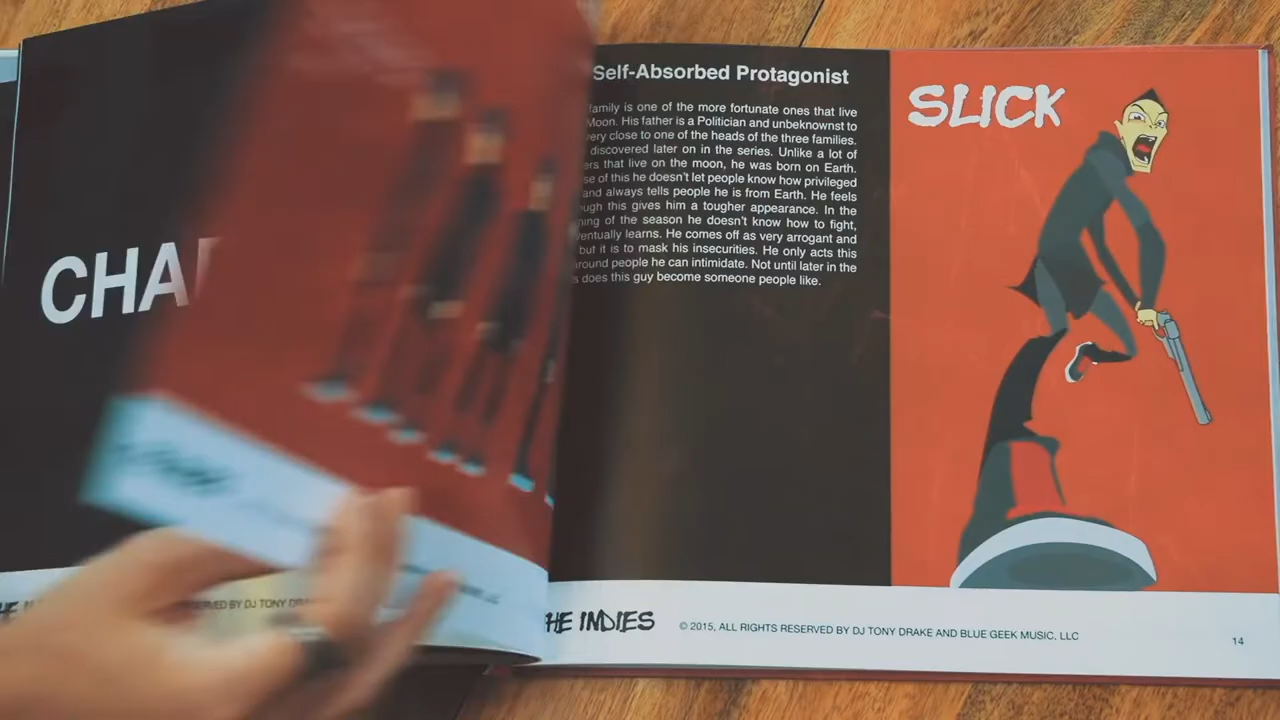 CHA
Self-Absorbed Protagonist
family is one of the more fortunate ones that live
Moon. His father is a Politician and unbeknownst to
very close to one of the heads of the three families.
discovered later on in the series. Unlike a lot of
ers that live on the moon, he was born on Earth.
se of this he doesn't let people know how privileged
and always tells people he is from Earth. He feels
ugh this gives him a tougher appearance. In the
ning of the season he doesn't know how to fight,
entually learns. He comes off as very arrogant and
but it is to mask his insecurities. He only acts this
around people he can intimidate. Not until later in the
s does this guy become someone people like.
SLICK
HE INDIES
© 2015, ALL RIGHTS RESERVED BY DJ TONY DRAKE AND BLUE GEEK MUSIC, LLC
14
RESERVED BY DJ TONY DRA